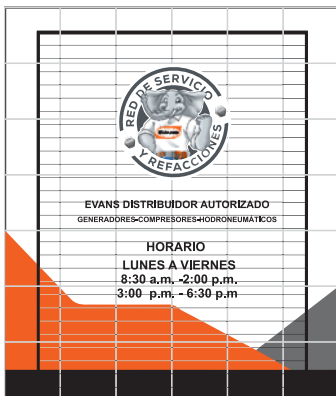 RED DE SERVICIO
Y REFACCIONES
EVANS DISTRIBUIDOR AUTORIZADO
GENERADORES-COMPRESORES-HODRONEUMATICOS
HORARIO
LUNES A VIERNES
8:30 a.m. -2:00 p.m.
3:00 p.m. - 6:30 p.m